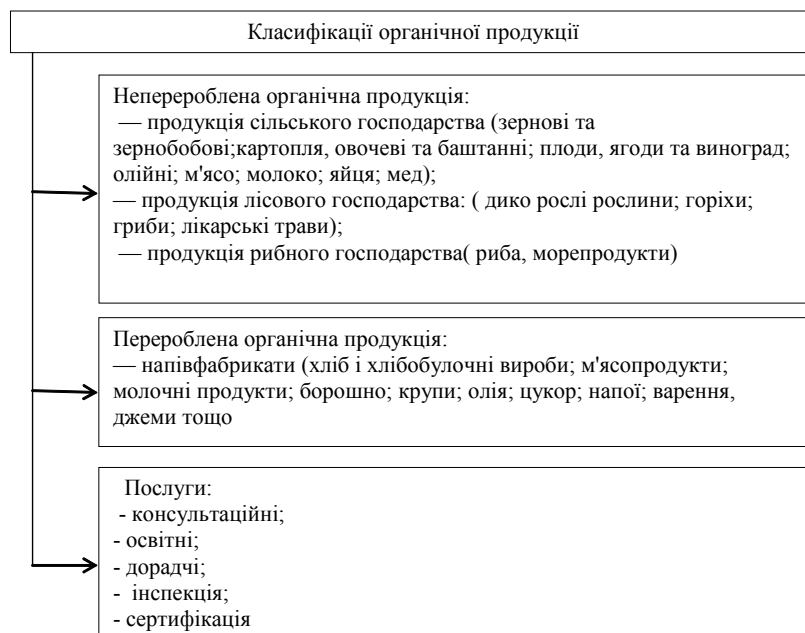 Класифікації органічної продукції
Неперероблена органічна продукція:
— продукція сільського господарства (зернові та
зернобобові;картопля, овочеві та баштанні; плоди, ягоди та виноград;
олійні; м'ясо; молоко; яйця; мед);
— продукція лісового господарства: ( дико рослі рослини; горіхи;
гриби; лікарські трави);
— продукція рибного господарства( риба, морепродукти)
Перероблена органічна продукція:
— напівфабрикати (хліб і хлібобулочні вироби; м'ясопродукти;
молочні продукти; борошно; крупи; олія; цукор; напої; варення,
джеми тощо
Послуги:
- консультаційні;
- освітні;
- дорадчі;
- інспекція;
- сертифікація